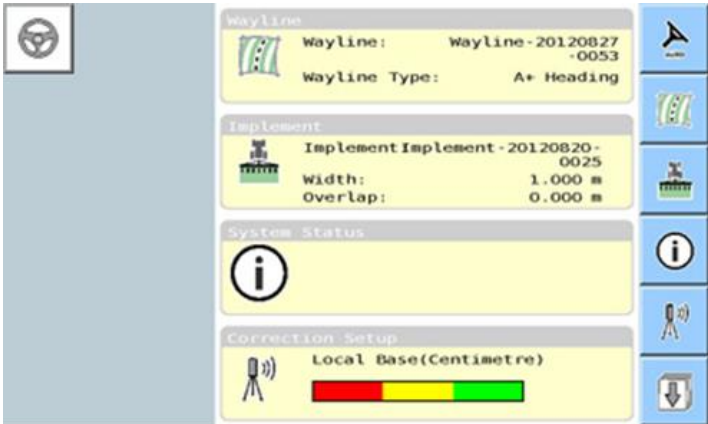 Wayline
Wayline: Wayline-20120827
-0053
Wayline Type: A+ Heading
Implement
Implement Implement-20120820-
0025
Width: 1.000 m
Overlap: 0.000 m
System Status
Correction Setup
Local Base(Centimetre)